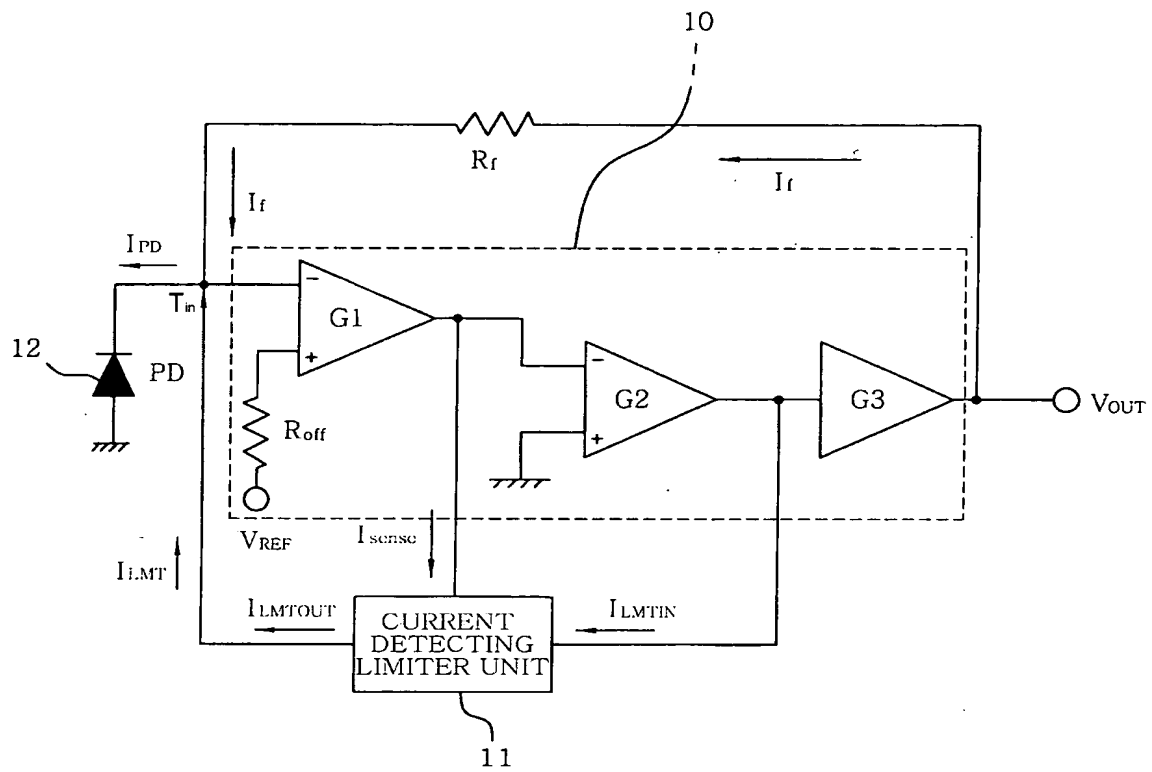 10
Rf
If
If
IPD
Tin
−
G1
+
12
PD
Roff
−
G2
+
G3
VOUT
VREF
Isense
ILMT
ILMTOUT
ILMTIN
CURRENT
DETECTING
LIMITER UNIT
11